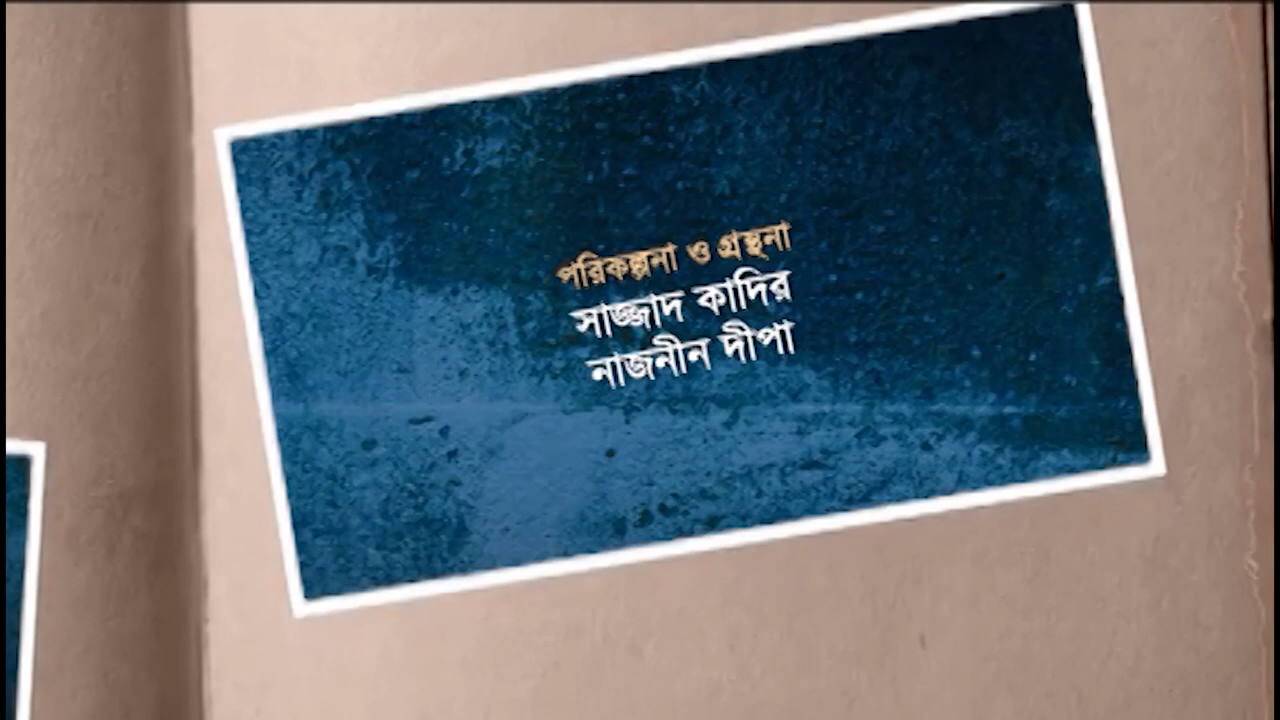 পরিকল্পনা ও গ্রন্থনা
সাজ্জাদ কাদির
নাজনীন দীপা